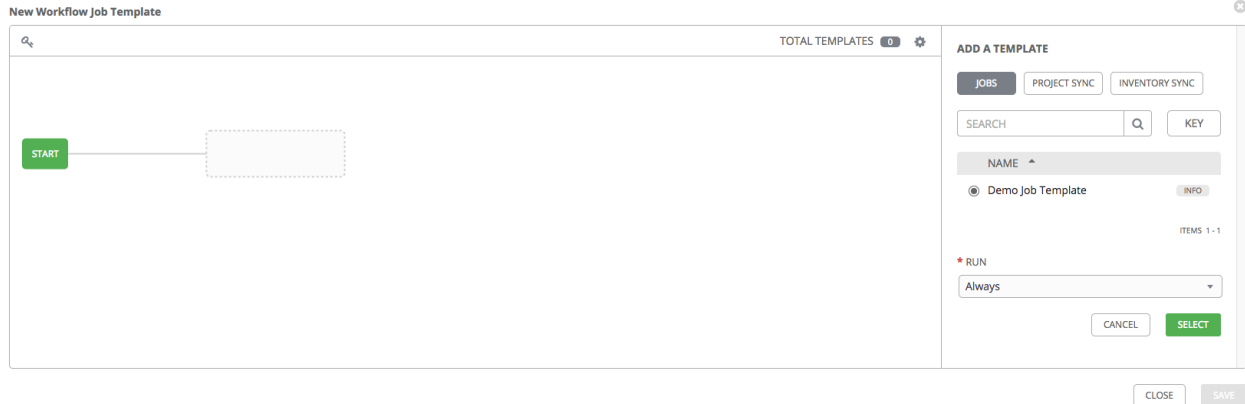 New Workflow Job Template
TOTAL TEMPLATES 0
START
ADD A TEMPLATE
JOBS PROJECT SYNC INVENTORY SYNC
SEARCH KEY
NAME
Demo Job Template INFO
ITEMS 1 - 1
* RUN
Always
CANCEL SELECT
CLOSE SAVE